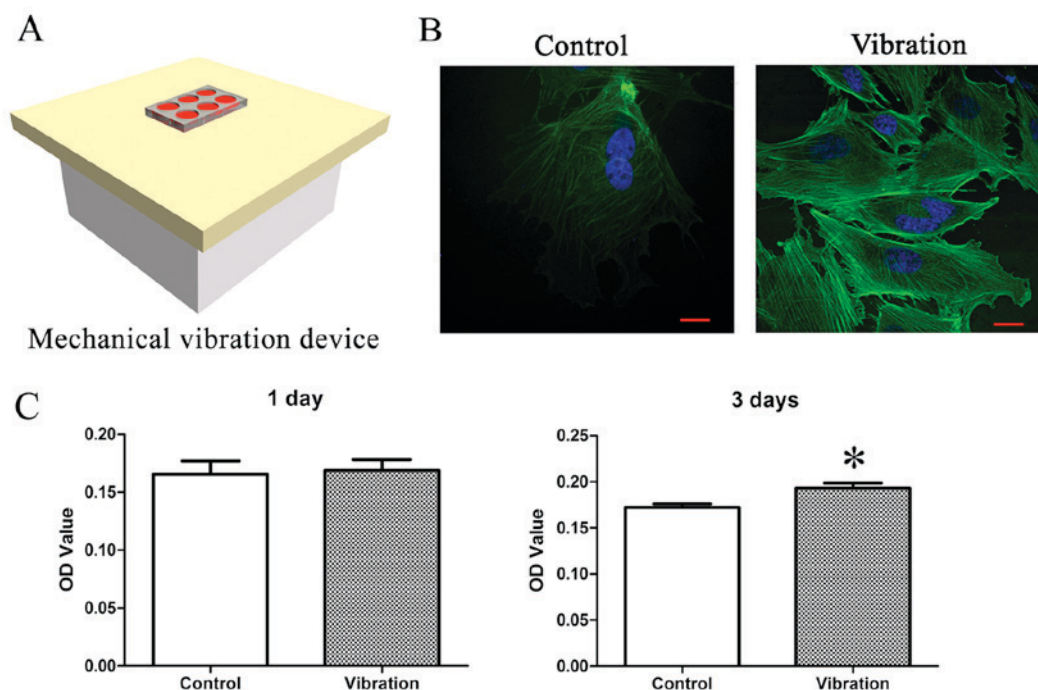 A
Mechanical vibration device
B
Control
Vibration
C
1 day
OD Value
0.20
0.15
0.10
0.05
0.00
Control
Vibration
3 days
OD Value
0.25
0.20
0.15
0.10
0.05
0.00
*
Control
Vibration